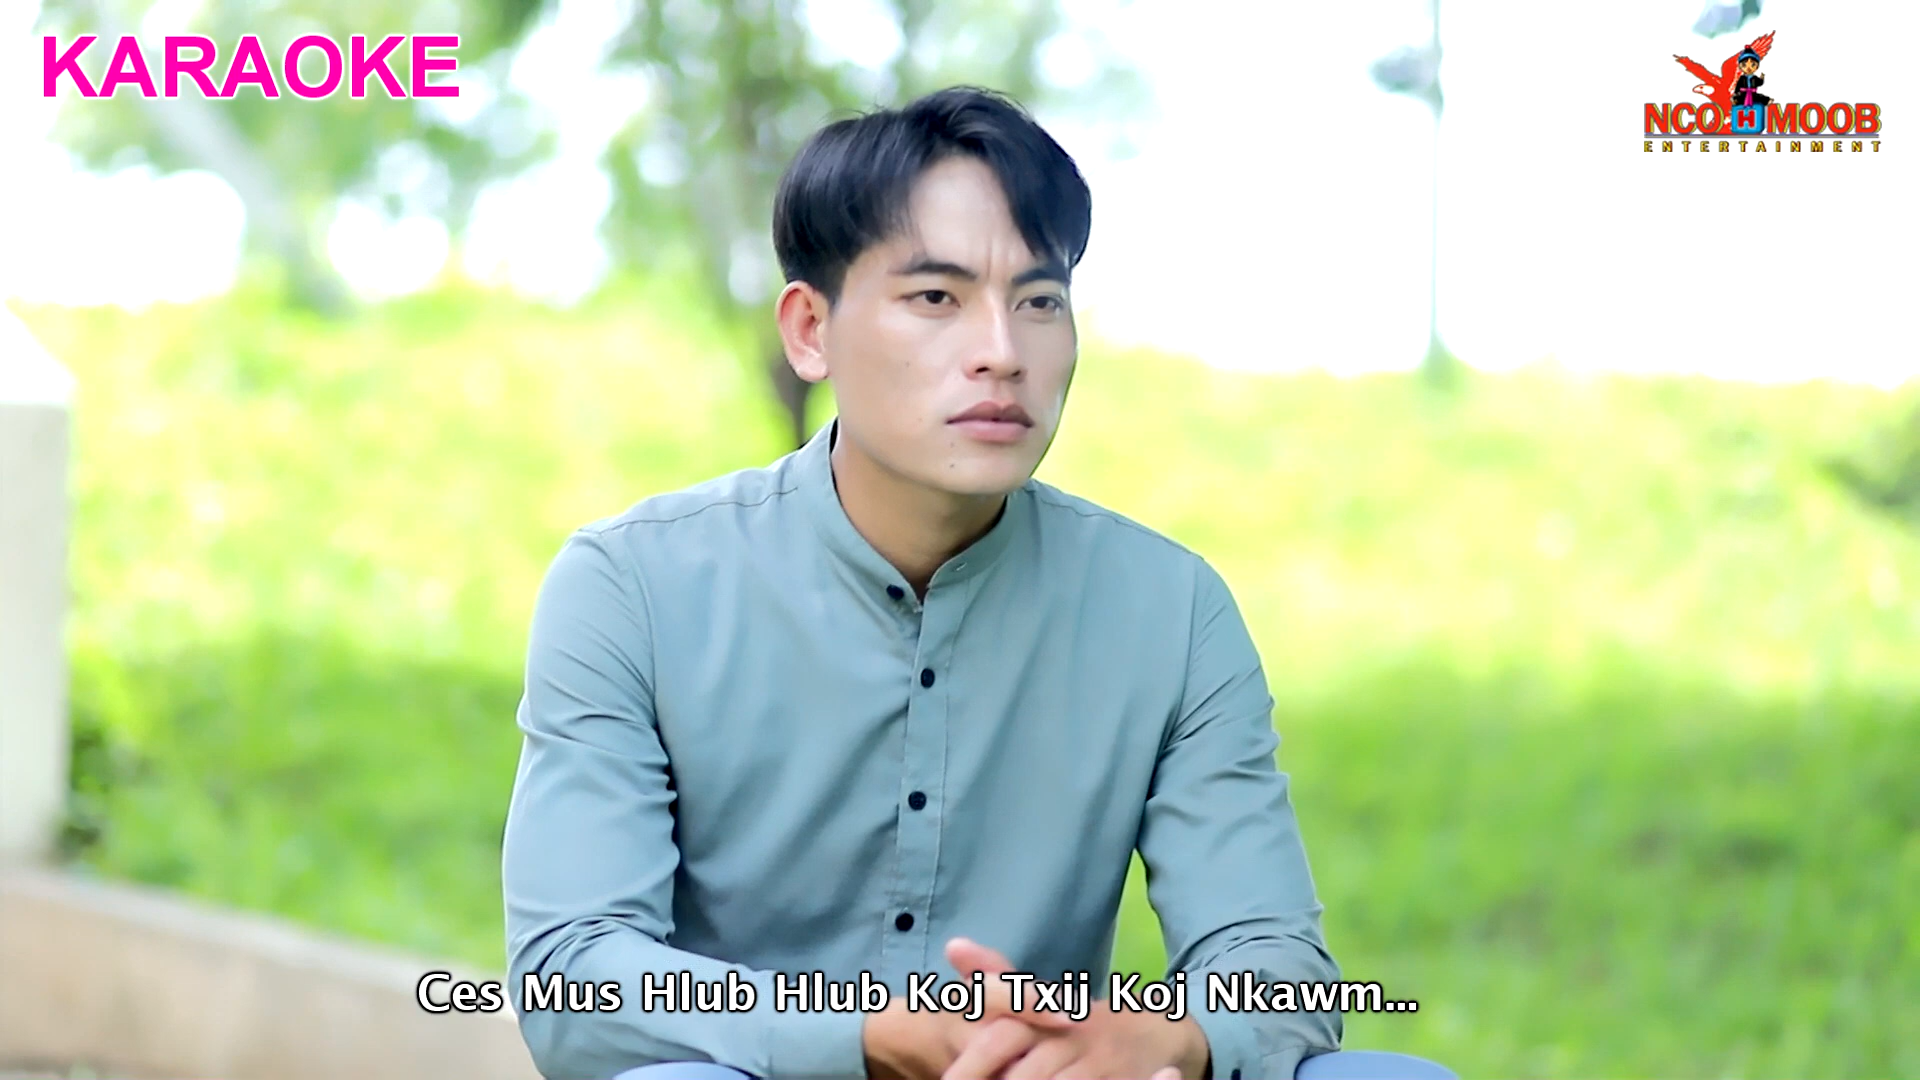 KARAOKE
NCO H MOOB
ENTERTAINMENT
Ces Mus Hlub Hlub Koj Txij Koj Nkawm...